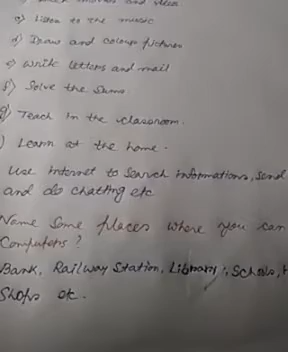 and
c) Listen to the music
d) Draw and colour pictures
e) write letters and mail
f) Solve the Sums
g) Teach in the classroom.
) Learn at the home.
Use internet to Search informations, Send
and do chatting etc
Name Some places where you can
Computers?
Bank, Railway Station, Library, Schols,
Shops etc.